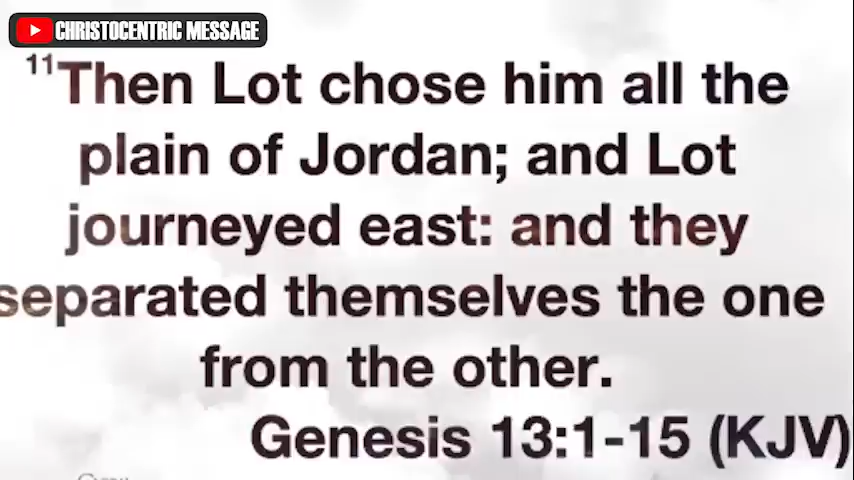 CHRISTOCENTRIC MESSAGE
11Then Lot chose him all the
plain of Jordan; and Lot
journeyed east: and they
separated themselves the one
from the other.
Genesis 13:1-15 (KJV)